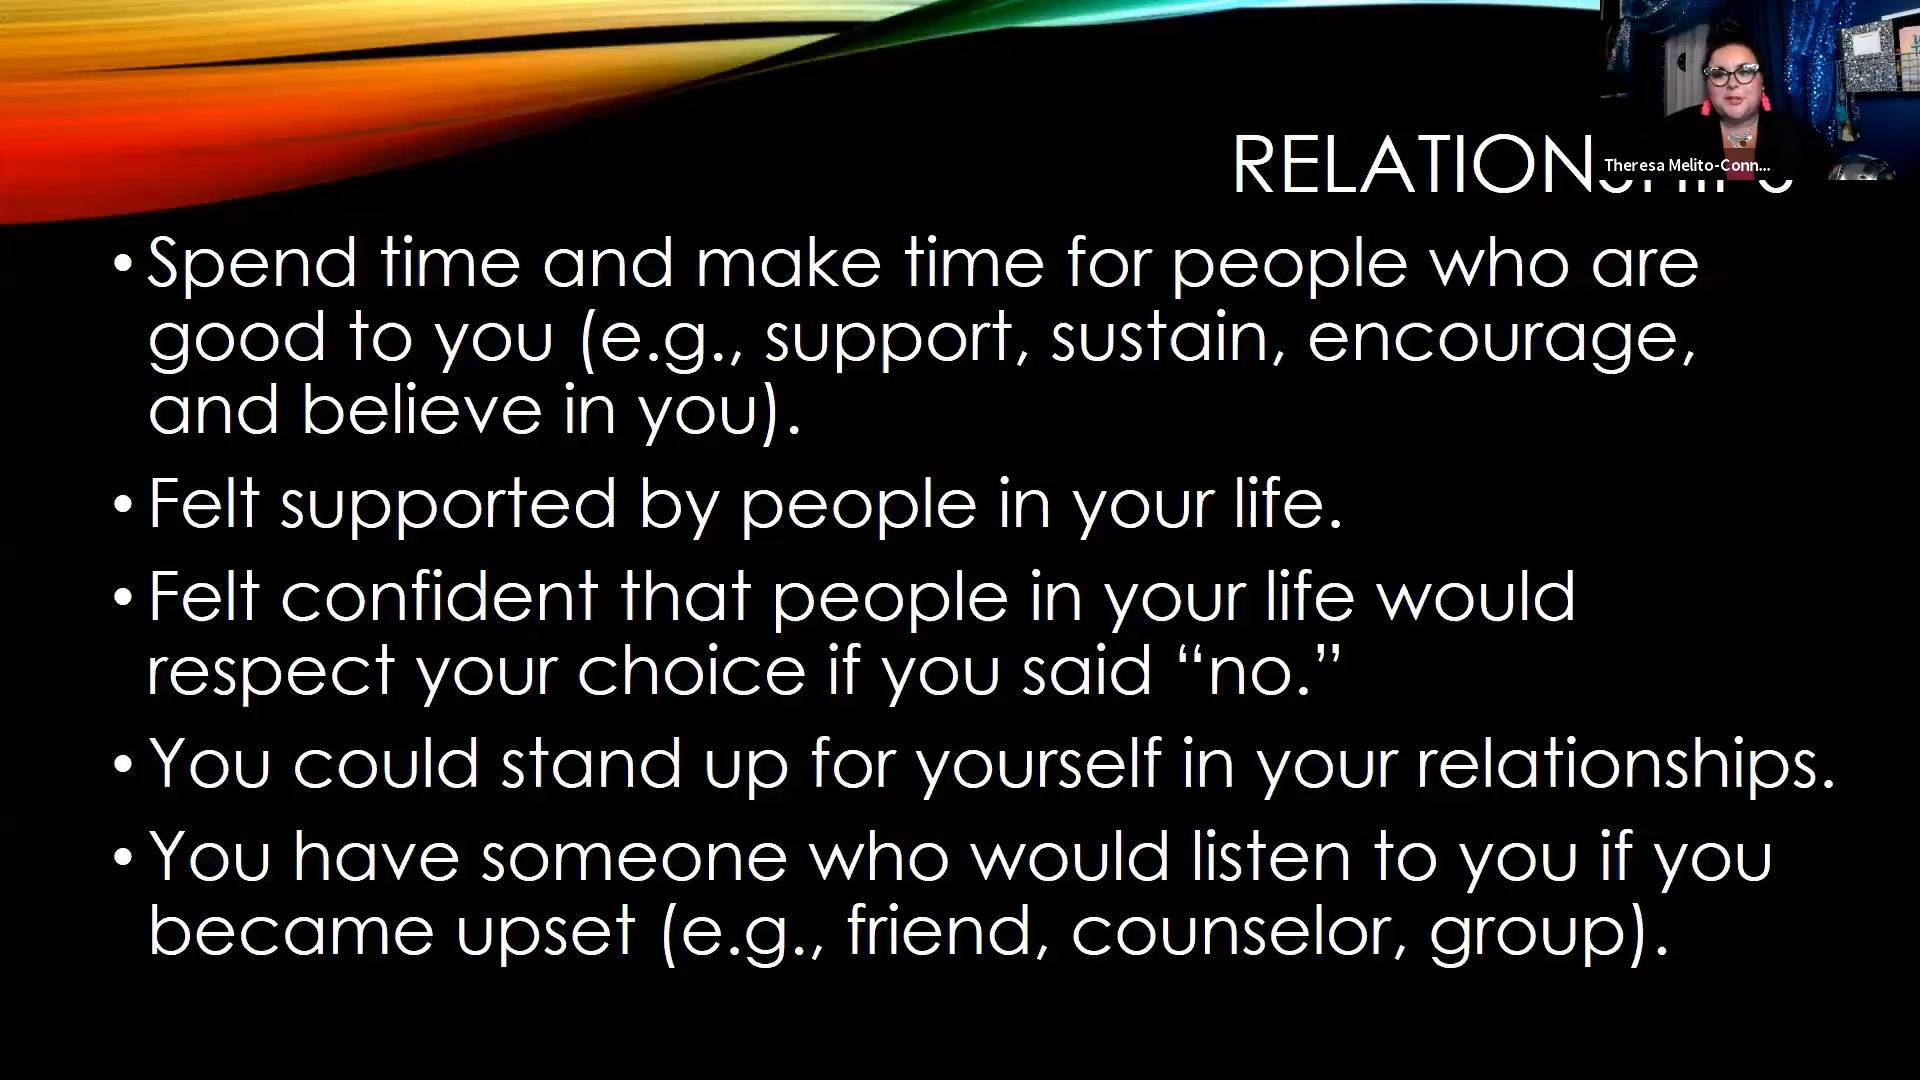 RELATIONSHIPS
Theresa Melito-Conn...
• Spend time and make time for people who are
good to you (e.g., support, sustain, encourage,
and believe in you).
• Felt supported by people in your life.
• Felt confident that people in your life would
respect your choice if you said “no.”
• You could stand up for yourself in your relationships.
• You have someone who would listen to you if you
became upset (e.g., friend, counselor, group).